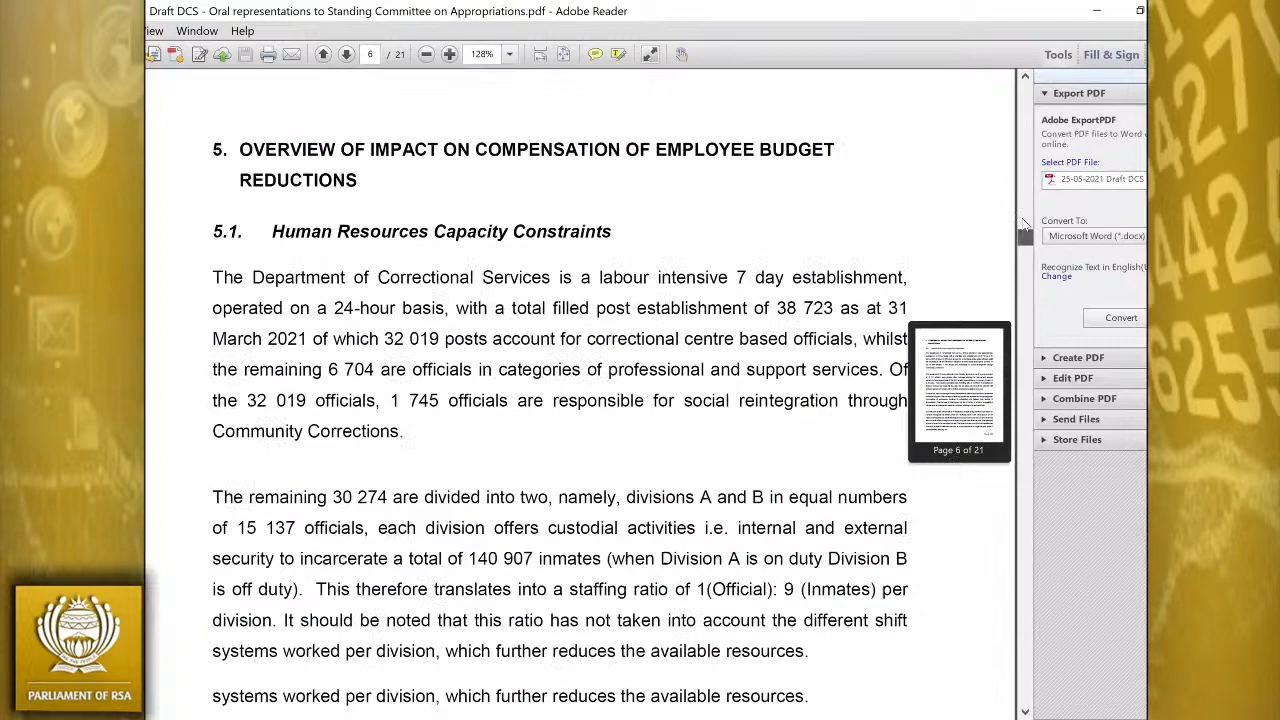 Draft DCS - Oral representations to Standing Committee on Appropriations.pdf - Adobe Reader
iew Window Help
6 / 21 128% Tools Fill & Sign
5. OVERVIEW OF IMPACT ON COMPENSATION OF EMPLOYEE BUDGET
REDUCTIONS
5.1. Human Resources Capacity Constraints
The Department of Correctional Services is a labour intensive 7 day establishment,
operated on a 24-hour basis, with a total filled post establishment of 38 723 as at 31
March 2021 of which 32 019 posts account for correctional centre based officials, whilst
the remaining 6 704 are officials in categories of professional and support services. Of
the 32 019 officials, 1 745 officials are responsible for social reintegration through
Community Corrections.
The remaining 30 274 are divided into two, namely, divisions A and B in equal numbers
of 15 137 officials, each division offers custodial activities i.e. internal and external
security to incarcerate a total of 140 907 inmates (when Division A is on duty Division B
is off duty). This therefore translates into a staffing ratio of 1(Official): 9 (Inmates) per
division. It should be noted that this ratio has not taken into account the different shift
systems worked per division, which further reduces the available resources.
systems worked per division, which further reduces the available resources.
Page 6 of 21
Export PDF
Adobe ExportPDF
Convert PDF files to Word
online.
Select PDF File:
25-05-2021 Draft DCS
Convert To:
Microsoft Word (*.docx)
Recognize Text in English(U
Change
Convert
Create PDF
Edit PDF
Combine PDF
Send Files
Store Files
PARLIAMENT OF RSA